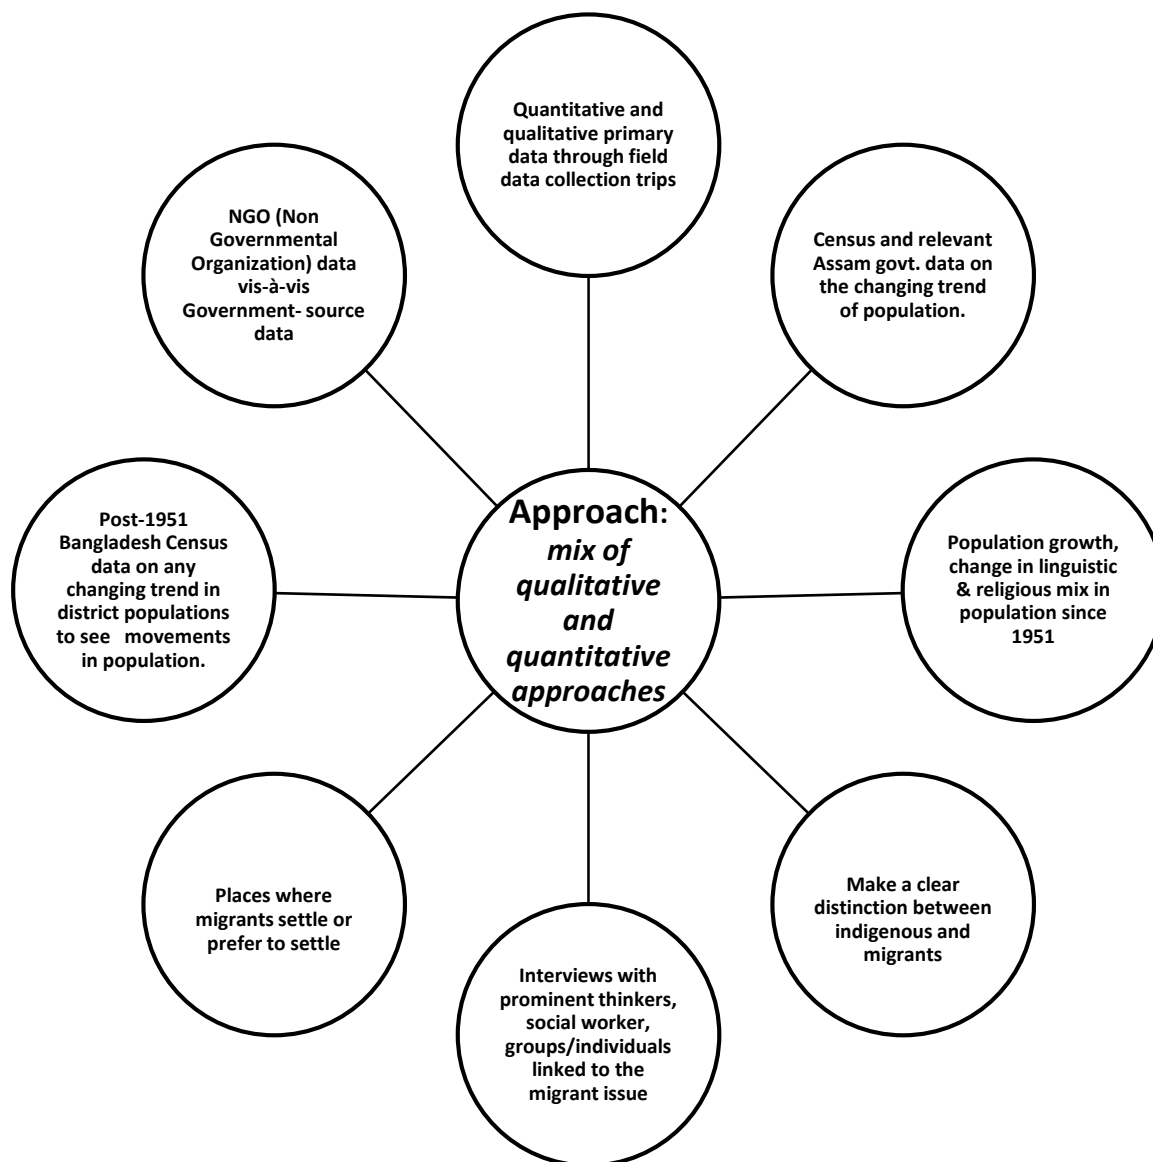 Quantitative and
qualitative primary
data through field
data collection trips
NGO (Non
Governmental
Organization) data
vis-à-vis
Government- source
data
Census and relevant
Assam govt. data on
the changing trend
of population.
Post-1951
Bangladesh Census
data on any
changing trend in
district populations
to see movements
in population.
Approach:
mix of
qualitative
and
quantitative
approaches
Population growth,
change in linguistic
& religious mix in
population since
1951
Places where
migrants settle or
prefer to settle
Interviews with
prominent thinkers,
social worker,
groups/individuals
linked to the
migrant issue
Make a clear
distinction between
indigenous and
migrants